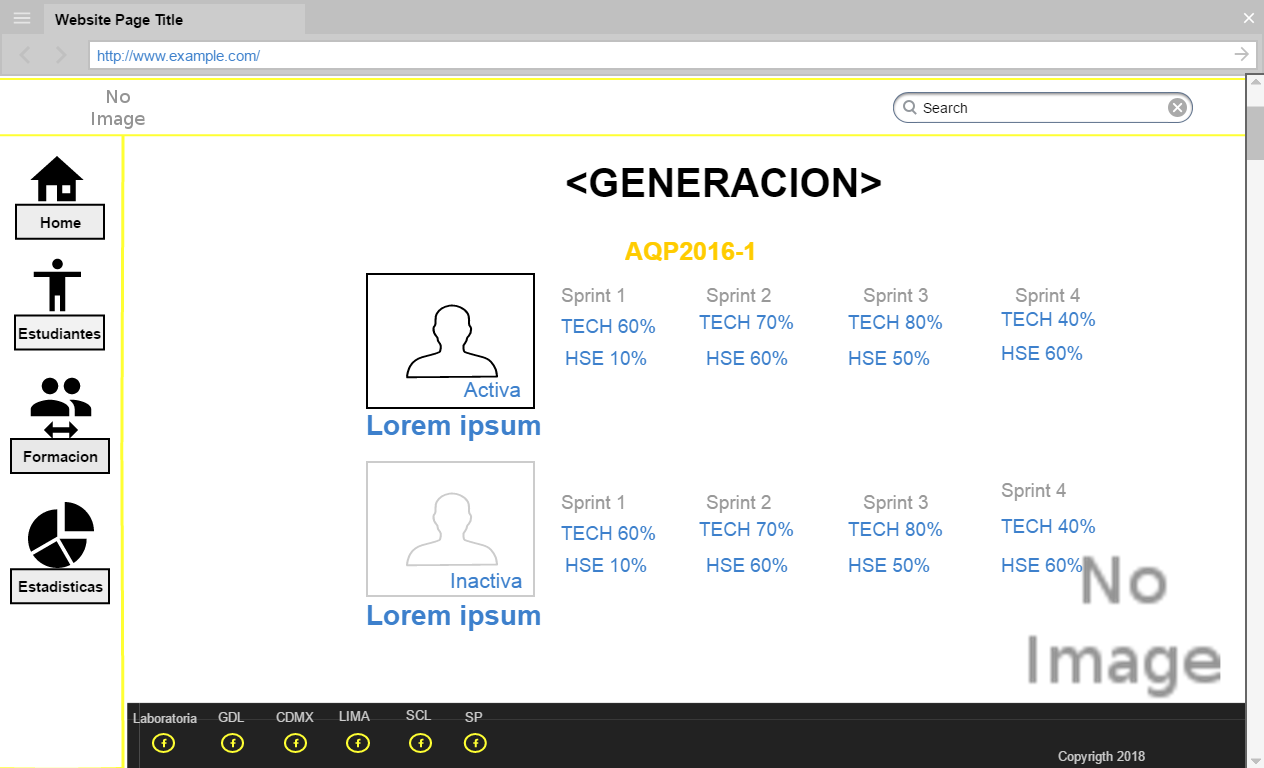 Website Page Title
http://www.example.com/
No
Image
Search
Home
Estudiantes
Formacion
Estadisticas
<GENERACION>
AQP2016-1
Activa
Lorem ipsum
Sprint 1 Sprint 2 Sprint 3 Sprint 4
TECH 60% TECH 70% TECH 80% TECH 40%
HSE 10% HSE 60% HSE 50% HSE 60%
Inactiva
Lorem ipsum
Sprint 1 Sprint 2 Sprint 3 Sprint 4
TECH 60% TECH 70% TECH 80% TECH 40%
HSE 10% HSE 60% HSE 50% HSE 60%
No
Image
Laboratoria GDL CDMX LIMA SCL SP
Copyrigth 2018